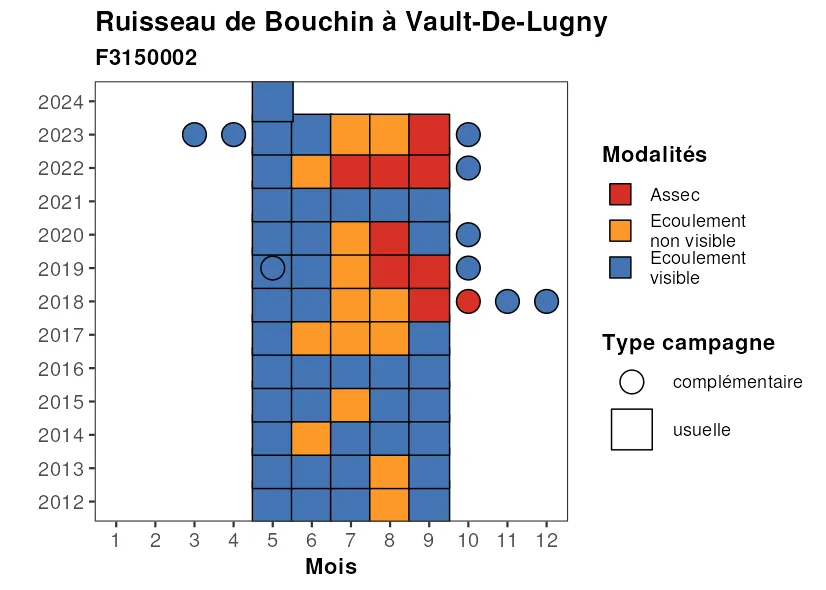 Ruisseau de Bouchin à Vault-De-Lugny
F3150002
2024
2023
2022
2021
2020
2019
2018
2017
2016
2015
2014
2013
2012
1 2 3 4 5 6 7 8 9 10 11 12
Mois
Modalités
Assec
Ecoulement
non visible
Ecoulement
visible
Type campagne
complémentaire
usuelle